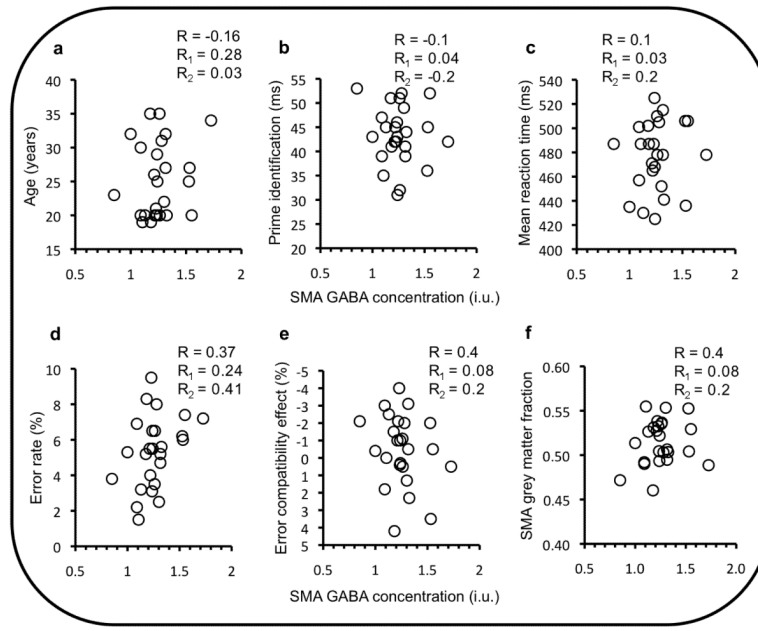 a
R = -0.16
R1 = 0.28
R2 = 0.03
Age (years)
40
35
30
25
20
15
0.5
1
1.5
2
b
R = -0.1
R1 = 0.04
R2 = -0.2
Prime identification (ms)
55
50
45
40
35
30
25
20
0.5
1
1.5
2
SMA GABA concentration (i.u.)
c
R = 0.1
R1 = 0.03
R2 = 0.2
Mean reaction time (ms)
540
520
500
480
460
440
420
400
0.5
1
1.5
2
d
R = 0.37
R1 = 0.24
R2 = 0.41
Error rate (%)
10
8
6
4
2
0
0.5
1
1.5
2
e
R = 0.4
R1 = 0.08
R2 = 0.2
Error compatibility effect (%)
-5
-4
-3
-2
-1
0
1
2
3
4
5
0.5
1
1.5
2
SMA GABA concentration (i.u.)
f
R = 0.4
R1 = 0.08
R2 = 0.2
SMA grey matter fraction
0.60
0.55
0.50
0.45
0.40
0.5
1.0
1.5
2.0